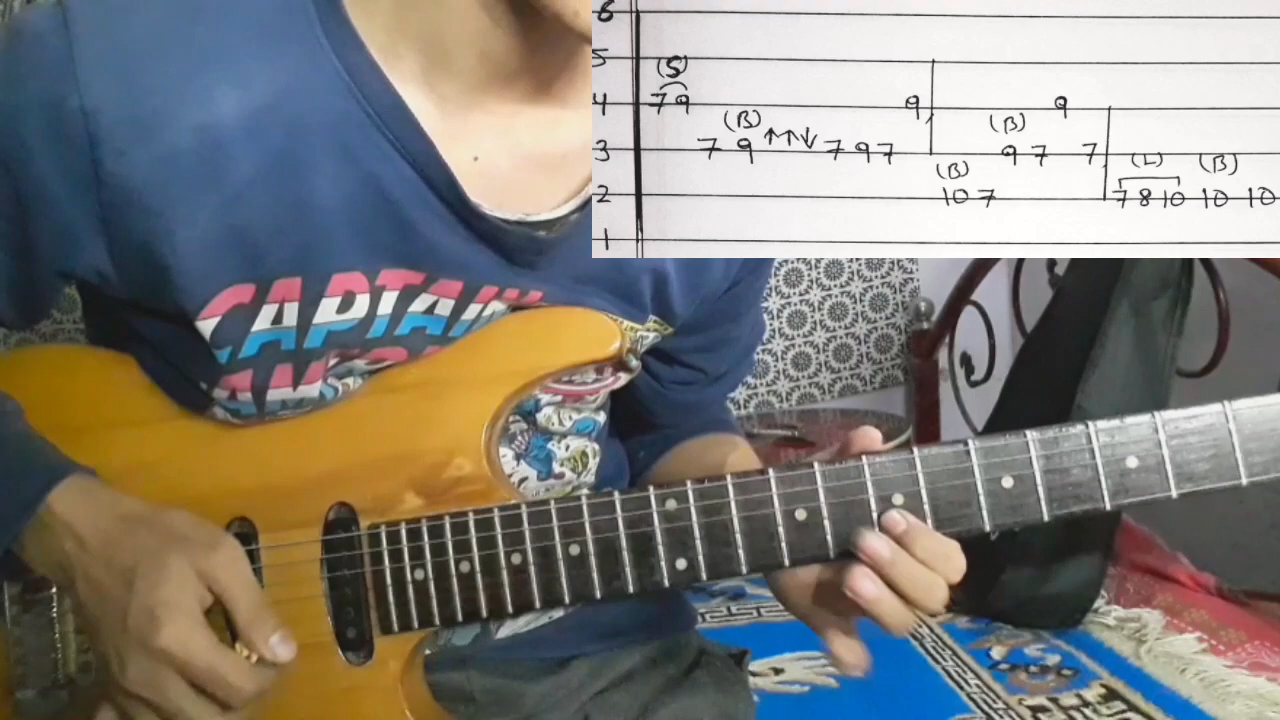 6
5
(S)
4 7 9 9 9
(B) ↑↑↓ (B)
3 7 9 7 9 7 9 7 7
(B) (L) (B)
2 10 7 7 8 10 10 10
1
CAPTAIN